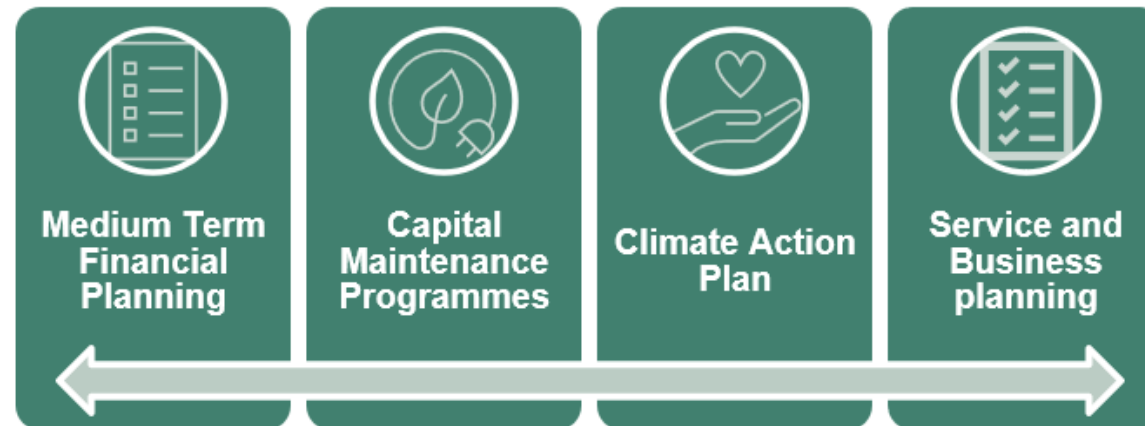 Medium Term
Financial
Planning
Capital
Maintenance
Programmes
Climate Action
Plan
Service and
Business
planning